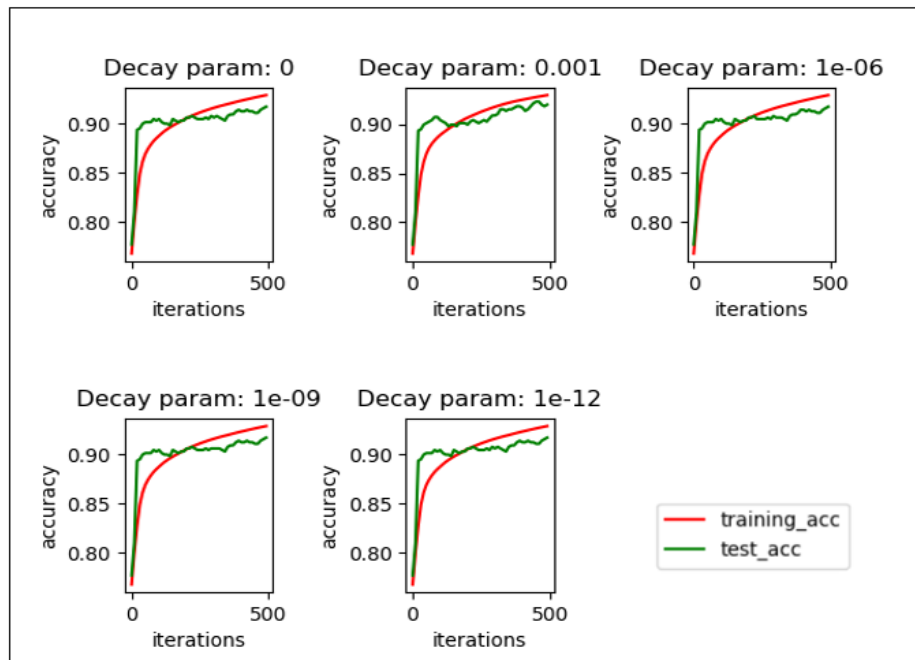 Decay param: 0
accuracy
0.90
0.85
0.80
0
500
iterations
Decay param: 0.001
accuracy
0.90
0.85
0.80
0
500
iterations
Decay param: 1e-06
accuracy
0.90
0.85
0.80
0
500
iterations
Decay param: 1e-09
accuracy
0.90
0.85
0.80
0
500
iterations
Decay param: 1e-12
accuracy
0.90
0.85
0.80
0
500
iterations
training_acc
test_acc